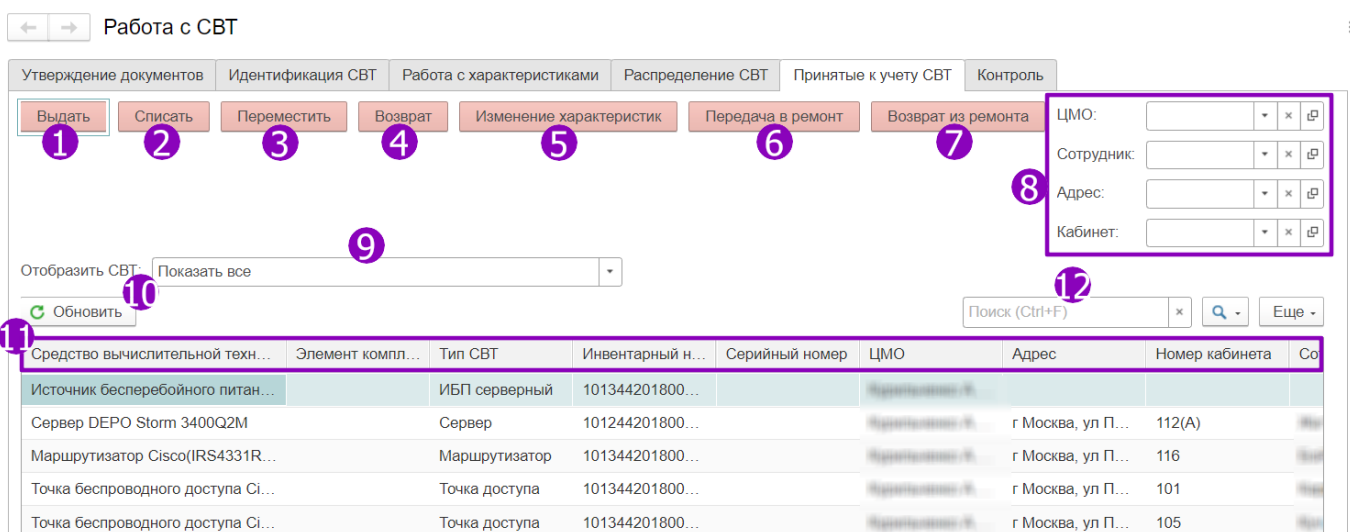 Работа с СВТ
Утверждение документов Идентификация СВТ Работа с характеристиками Распределение СВТ Принятые к учету СВТ Контроль
Выдать Списать Переместить Возврат Изменение характеристик Передача в ремонт Возврат из ремонта ЦМО:
1 2 3 4 5 6 7
Сотрудник:
8 Адрес:
Кабинет:
9
Отобразить СВТ: Показать все
10 12
Обновить Поиск (Ctrl+F) Еще
11
Средство вычислительной техн... Элемент компл... Тип СВТ Инвентарный н... Серийный номер ЦМО Адрес Номер кабинета Со
Источник бесперебойного питан... ИБП серверный 101344201800...
Сервер DEPO Storm 3400Q2M Сервер 101244201800... г Москва, ул П... 112(А)
Маршрутизатор Cisco(IRS4331R... Маршрутизатор 101344201800... г Москва, ул П... 116
Точка беспроводного доступа Ci... Точка доступа 101344201800... г Москва, ул П... 101
Точка беспроводного доступа Ci... Точка доступа 101344201800... г Москва, ул П... 105